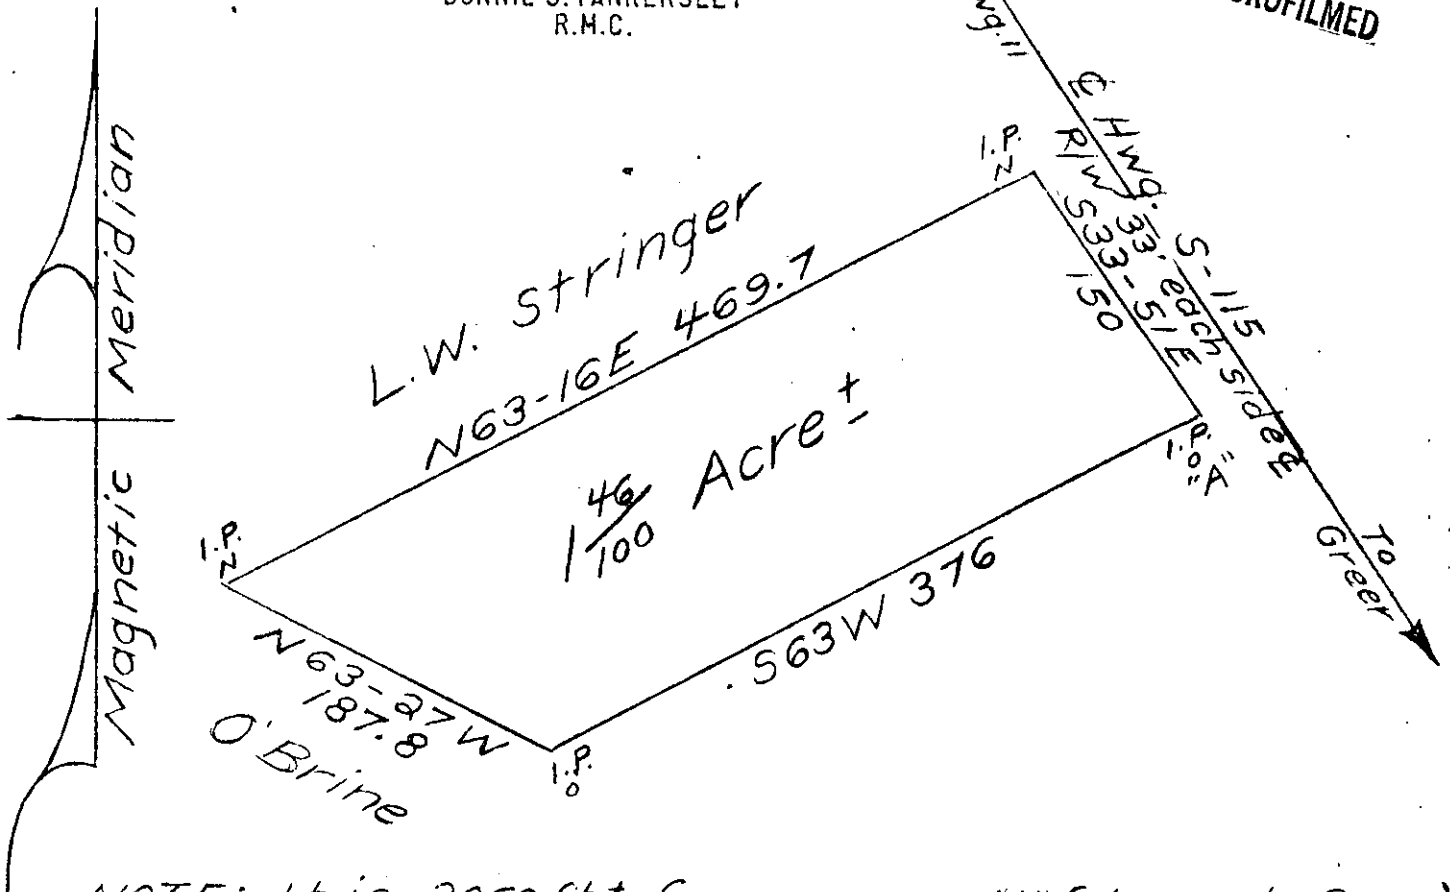 R.M.C.
MICROFILMED
Magnetic Meridian
L.W. Stringer
N63-16E 469.7
1 46/100 Acre ±
I.P.
N
I.P.
N
I.P.
O
"A"
I.P.
O
S33-51E
150
R/W 33' each side ℄
℄ Hwg. S-115
To
Greer
S63W 376
N63-27W
187.8
O'Brine